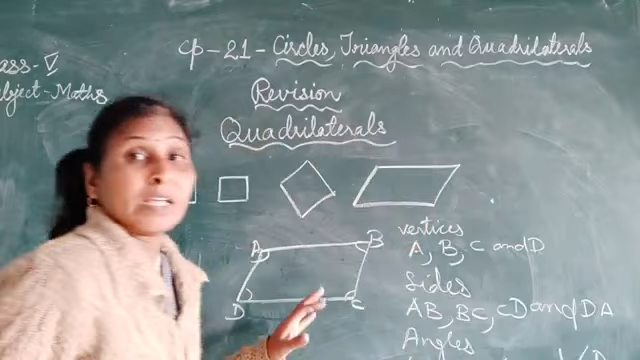 cp-21- Circles, Triangles and Quadrilaterals
ass-V
bject-Maths
Revision
Quadrilaterals
A B
D C
vertices
A, B, C and D
Sides
AB, BC, CD and DA
Angles